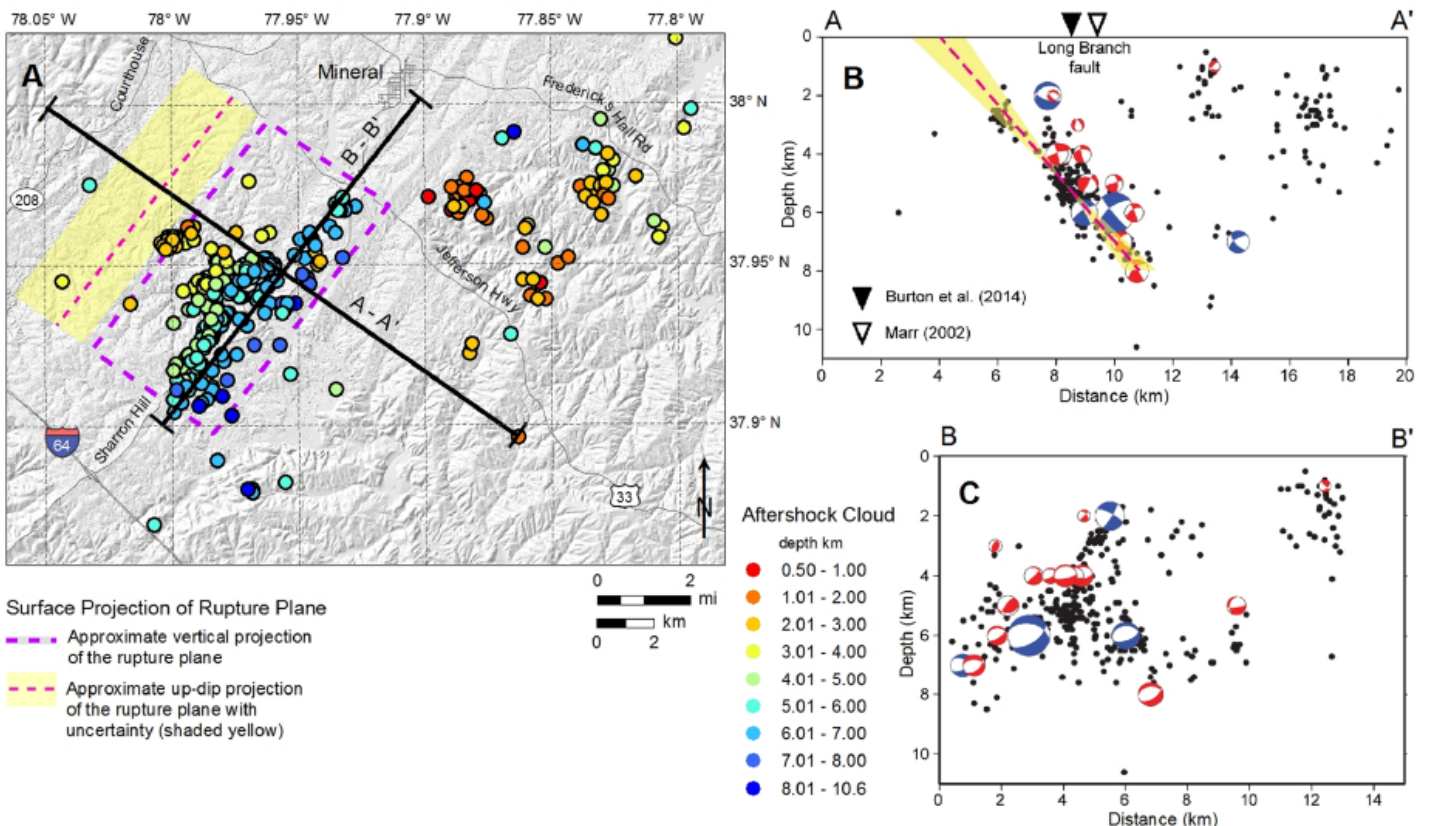 78.05° W
78° W
77.95° W
77.9° W
77.85° W
77.8° W
A
Courthouse
Mineral
Fredericks Hall Rd
B - B'
208
38° N
37.95° N
37.9° N
Jefferson Hwy
A - A'
Sharron Hill
64
33
N
0 2
mi
km
0 2
Surface Projection of Rupture Plane
Approximate vertical projection
of the rupture plane
Approximate up-dip projection
of the rupture plane with
uncertainty (shaded yellow)
Aftershock Cloud
depth km
0.50 - 1.00
1.01 - 2.00
2.01 - 3.00
3.01 - 4.00
4.01 - 5.00
5.01 - 6.00
6.01 - 7.00
7.01 - 8.00
8.01 - 10.6
A A'
B
Long Branch
fault
Burton et al. (2014)
Marr (2002)
Depth (km)
0
2
4
6
8
10
0 2 4 6 8 10 12 14 16 18 20
Distance (km)
B B'
C
Depth (km)
0
2
4
6
8
10
0 2 4 6 8 10 12 14
Distance (km)